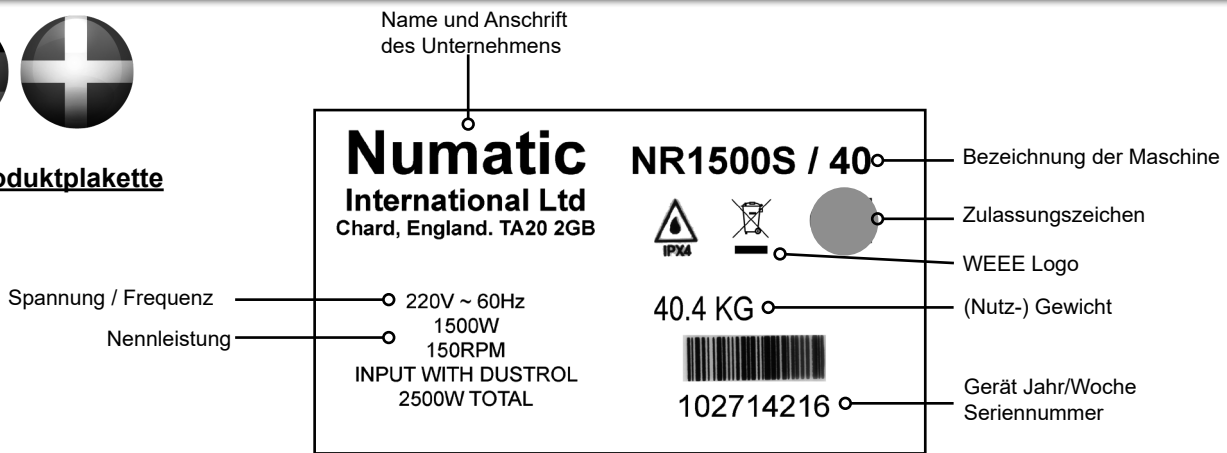 Name und Anschrift
des Unternehmens
Numatic
International Ltd
Chard, England. TA20 2GB
NR1500S / 40
Bezeichnung der Maschine
oduktplakette
IPX4
Zulassungszeichen
WEEE Logo
Spannung / Frequenz
220V ~ 60Hz
40.4 KG
(Nutz-) Gewicht
Nennleistung
1500W
150RPM
INPUT WITH DUSTROL
2500W TOTAL
102714216
Gerät Jahr/Woche
Seriennummer